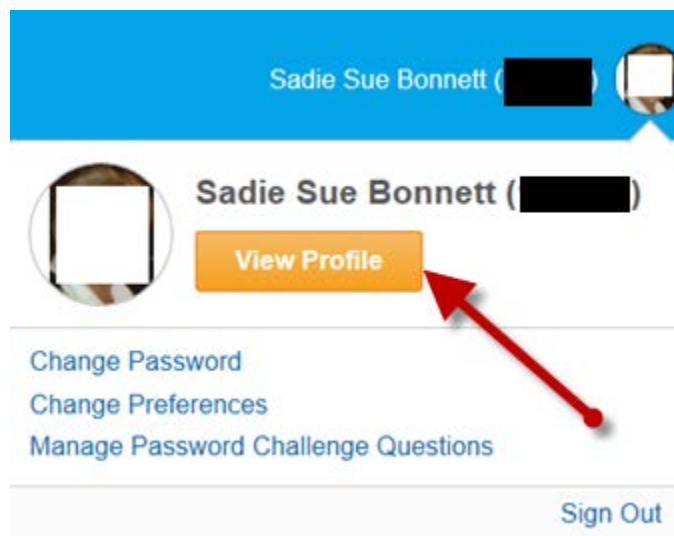 Sadie Sue Bonnett ( )
Sadie Sue Bonnett ( )
View Profile
Change Password
Change Preferences
Manage Password Challenge Questions
Sign Out